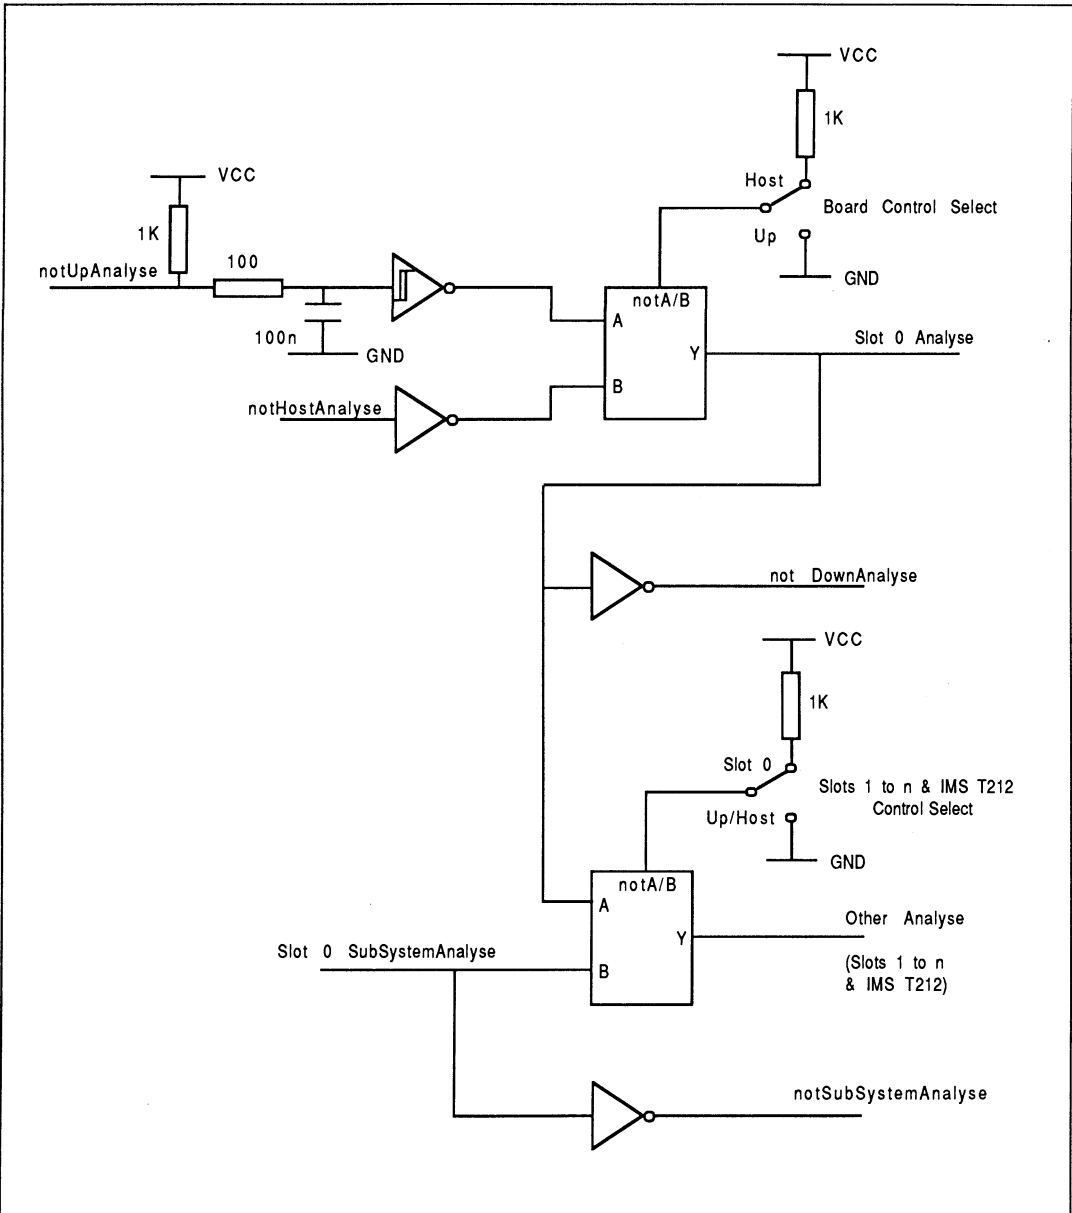 VCC
1K
Host
Board Control Select
Up
GND
VCC
1K
notUpAnalyse
100
100n
GND
notHostAnalyse
notA/B
A
Y
B
Slot 0 Analyse
not DownAnalyse
VCC
1K
Slot 0
Slots 1 to n & IMS T212
Control Select
Up/Host
GND
notA/B
A
Y
B
Other Analyse
(Slots 1 to n
& IMS T212)
Slot 0 SubSystemAnalyse
notSubSystemAnalyse